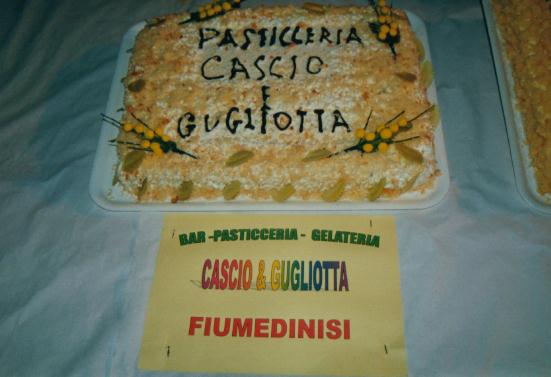 PASTICCERIA
CASCIO
E
GUGLIOTTA
BAR -PASTICCERIA - GELATERIA
CASCIO & GUGLIOTTA
FIUMEDINISI